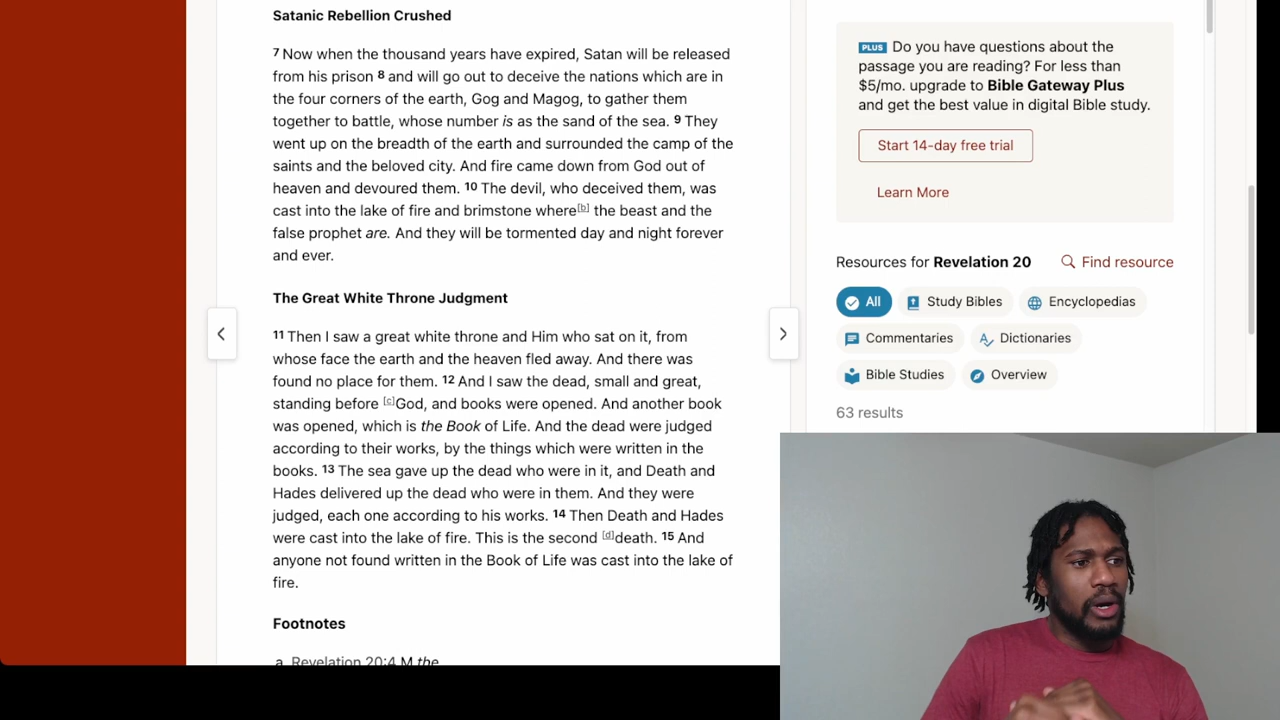 Satanic Rebellion Crushed
7 Now when the thousand years have expired, Satan will be released
from his prison 8 and will go out to deceive the nations which are in
the four corners of the earth, Gog and Magog, to gather them
together to battle, whose number is as the sand of the sea. 9 They
went up on the breadth of the earth and surrounded the camp of the
saints and the beloved city. And fire came down from God out of
heaven and devoured them. 10 The devil, who deceived them, was
cast into the lake of fire and brimstone where[b] the beast and the
false prophet are. And they will be tormented day and night forever
and ever.
The Great White Throne Judgment
11 Then I saw a great white throne and Him who sat on it, from
whose face the earth and the heaven fled away. And there was
found no place for them. 12 And I saw the dead, small and great,
standing before [c]God, and books were opened. And another book
was opened, which is the Book of Life. And the dead were judged
according to their works, by the things which were written in the
books. 13 The sea gave up the dead who were in it, and Death and
Hades delivered up the dead who were in them. And they were
judged, each one according to his works. 14 Then Death and Hades
were cast into the lake of fire. This is the second [d]death. 15 And
anyone not found written in the Book of Life was cast into the lake of
fire.
Footnotes
a. Revelation 20:4 M the
PLUS Do you have questions about the
passage you are reading? For less than
$5/mo. upgrade to Bible Gateway Plus
and get the best value in digital Bible study.
Start 14-day free trial
Learn More
Resources for Revelation 20 Find resource
All Study Bibles Encyclopedias
Commentaries Dictionaries
Bible Studies Overview
63 results